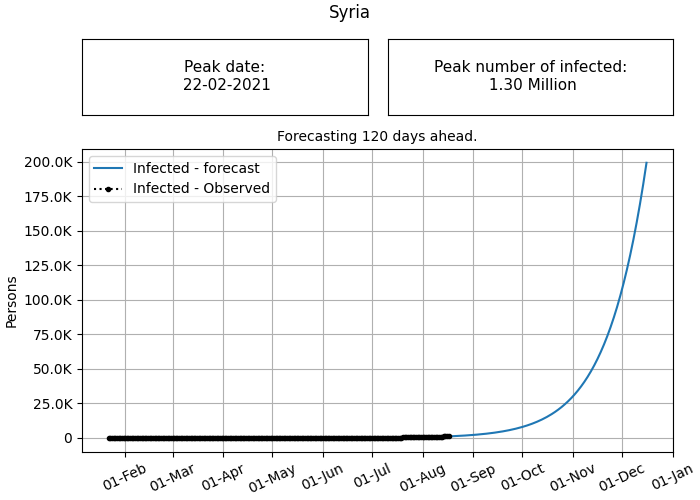 Syria
Peak date:
22-02-2021
Peak number of infected:
1.30 Million
Forecasting 120 days ahead.
Infected - forecast
Infected - Observed
200.0K
175.0K
150.0K
125.0K
100.0K
75.0K
50.0K
25.0K
0
Persons
01-Feb
01-Mar
01-Apr
01-May
01-Jun
01-Jul
01-Aug
01-Sep
01-Oct
01-Nov
01-Dec
01-Jan